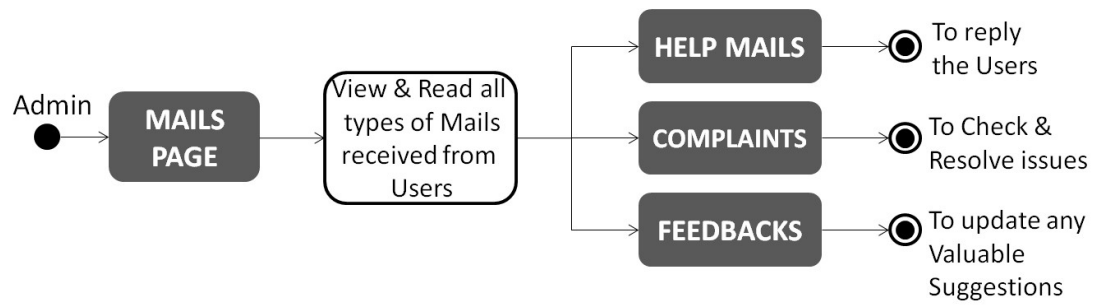 Admin
MAILS
PAGE
View & Read all
types of Mails
received from
Users
HELP MAILS
To reply
the Users
COMPLAINTS
To Check &
Resolve issues
FEEDBACKS
To update any
Valuable
Suggestions